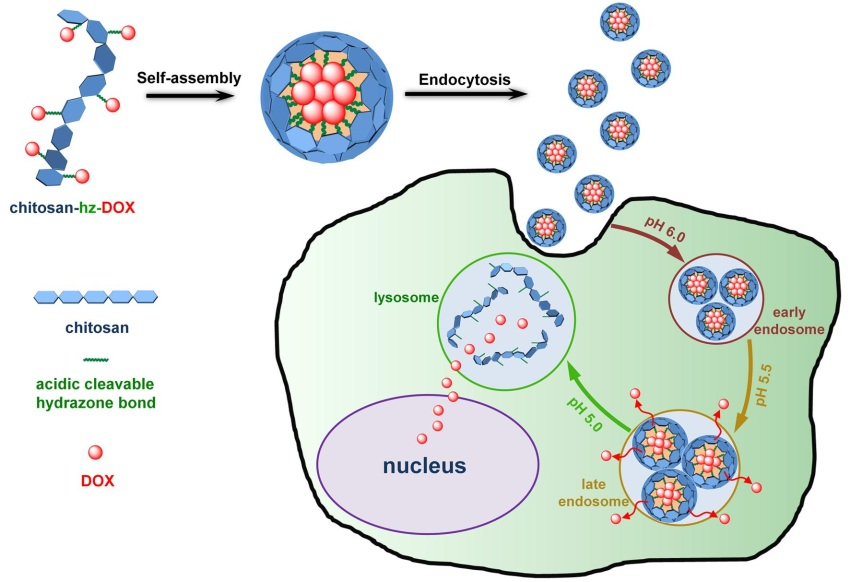 Self-assembly
Endocytosis
chitosan-hz-DOX
chitosan
acidic cleavable
hydrazone bond
DOX
pH 6.0
early
endosome
pH 5.5
late
endosome
pH 5.0
lysosome
nucleus